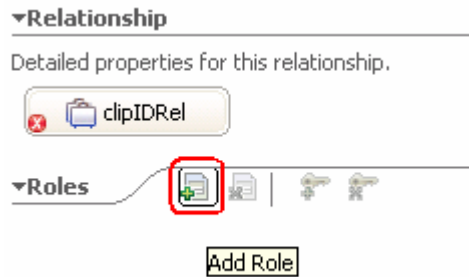 Relationship
Detailed properties for this relationship.
clipIDRel
Roles
Add Role